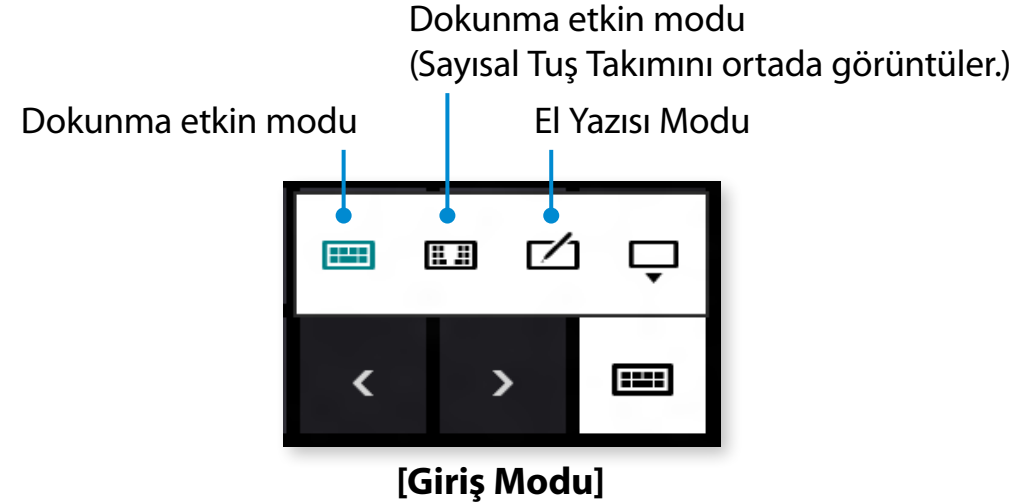 Dokunma etkin modu
(Sayısal Tuş Takımını ortada görüntüler.)
Dokunma etkin modu
El Yazısı Modu
[Giriş Modu]